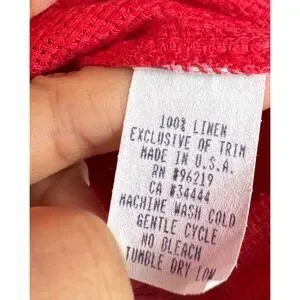 100% LINEN
EXCLUSIVE OF TRIM
MADE IN U.S.A.
RN #96219
CA #34444
MACHINE WASH COLD
GENTLE CYCLE
NO BLEACH
TUMBLE DRY LOW